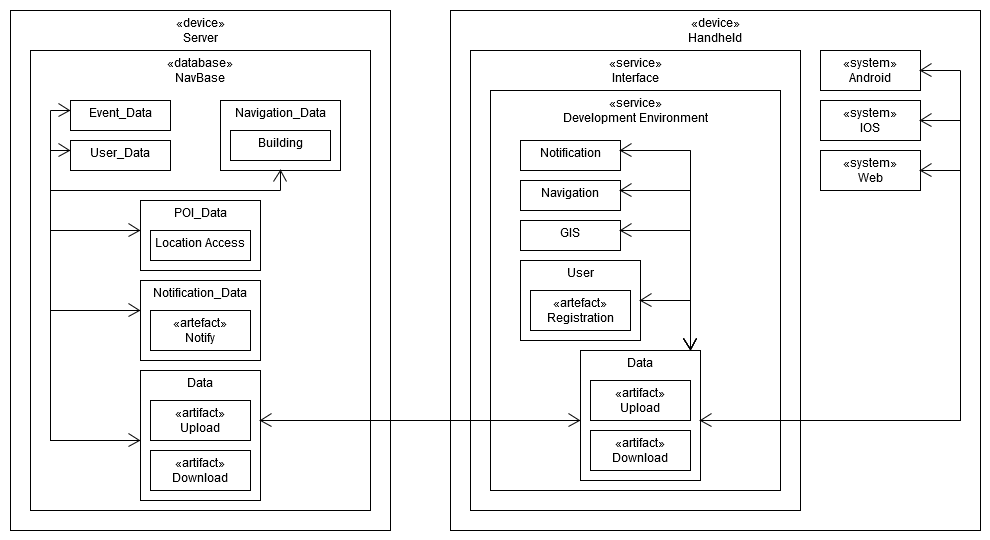 «device»
Server
«database»
NavBase
Event_Data
User_Data
Navigation_Data
Building
POI_Data
Location Access
Notification_Data
«artefact»
Notify
Data
«artifact»
Upload
«artifact»
Download
«device»
Handheld
«service»
Interface
«service»
Development Environment
Notification
Navigation
GIS
User
«artefact»
Registration
Data
«artifact»
Upload
«artifact»
Download
«system»
Android
«system»
IOS
«system»
Web